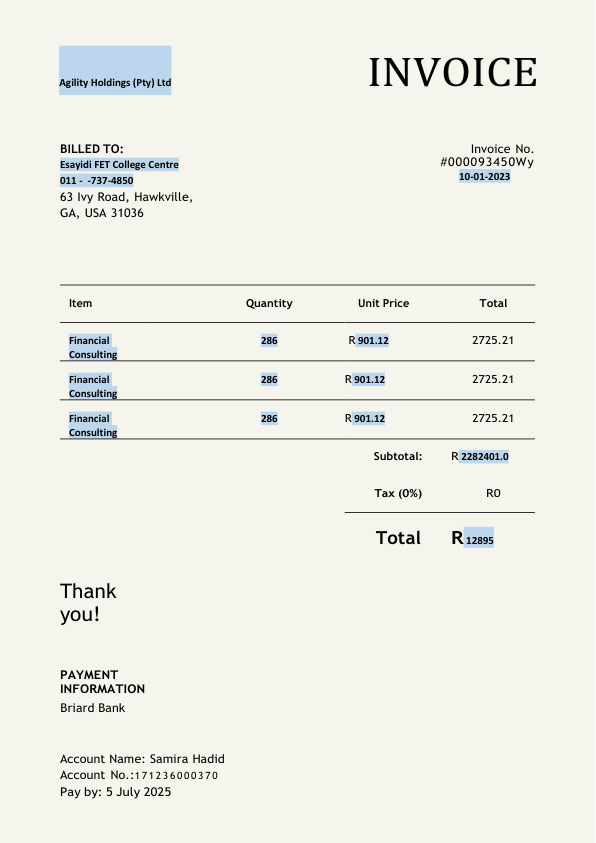 Agility Holdings (Pty) Ltd
INVOICE
BILLED TO:
Esayidi FET College Centre
011 - -737-4850
63 Ivy Road, Hawkville,
GA, USA 31036
Invoice No.
#000093450Wy
10-01-2023
Item Quantity Unit Price Total
Financial
Consulting
286 R 901.12 2725.21
Financial
Consulting
286 R 901.12 2725.21
Financial
Consulting
286 R 901.12 2725.21
Subtotal: R 2282401.0
Tax (0%) R0
Total R 12895
Thank
you!
PAYMENT
INFORMATION
Briard Bank
Account Name: Samira Hadid
Account No.:171236000370
Pay by: 5 July 2025